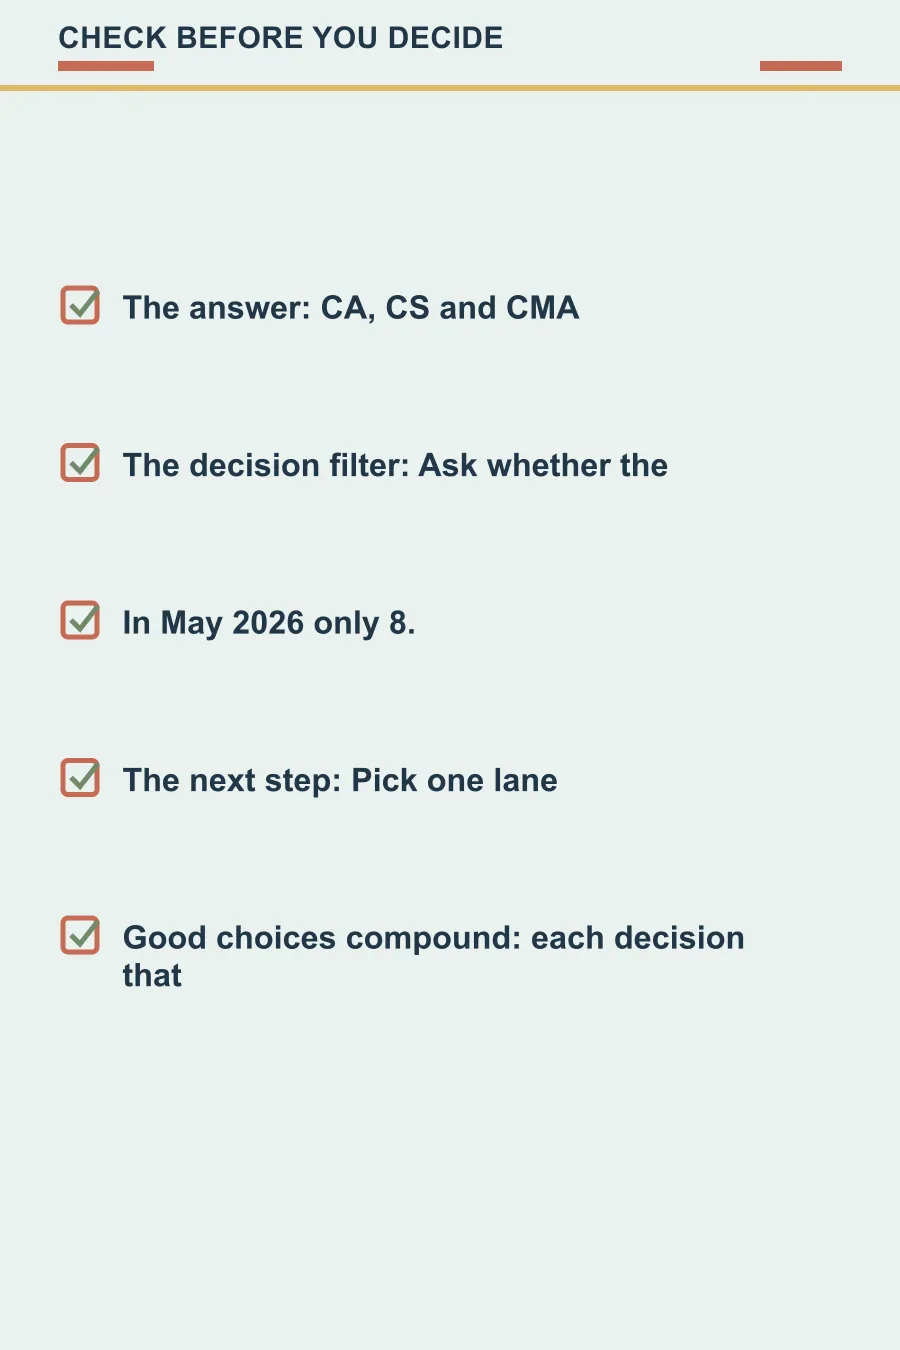 CHECK BEFORE YOU DECIDE
The answer: CA, CS and CMA
The decision filter: Ask whether the
In May 2026 only 8.
The next step: Pick one lane
Good choices compound: each decision
that